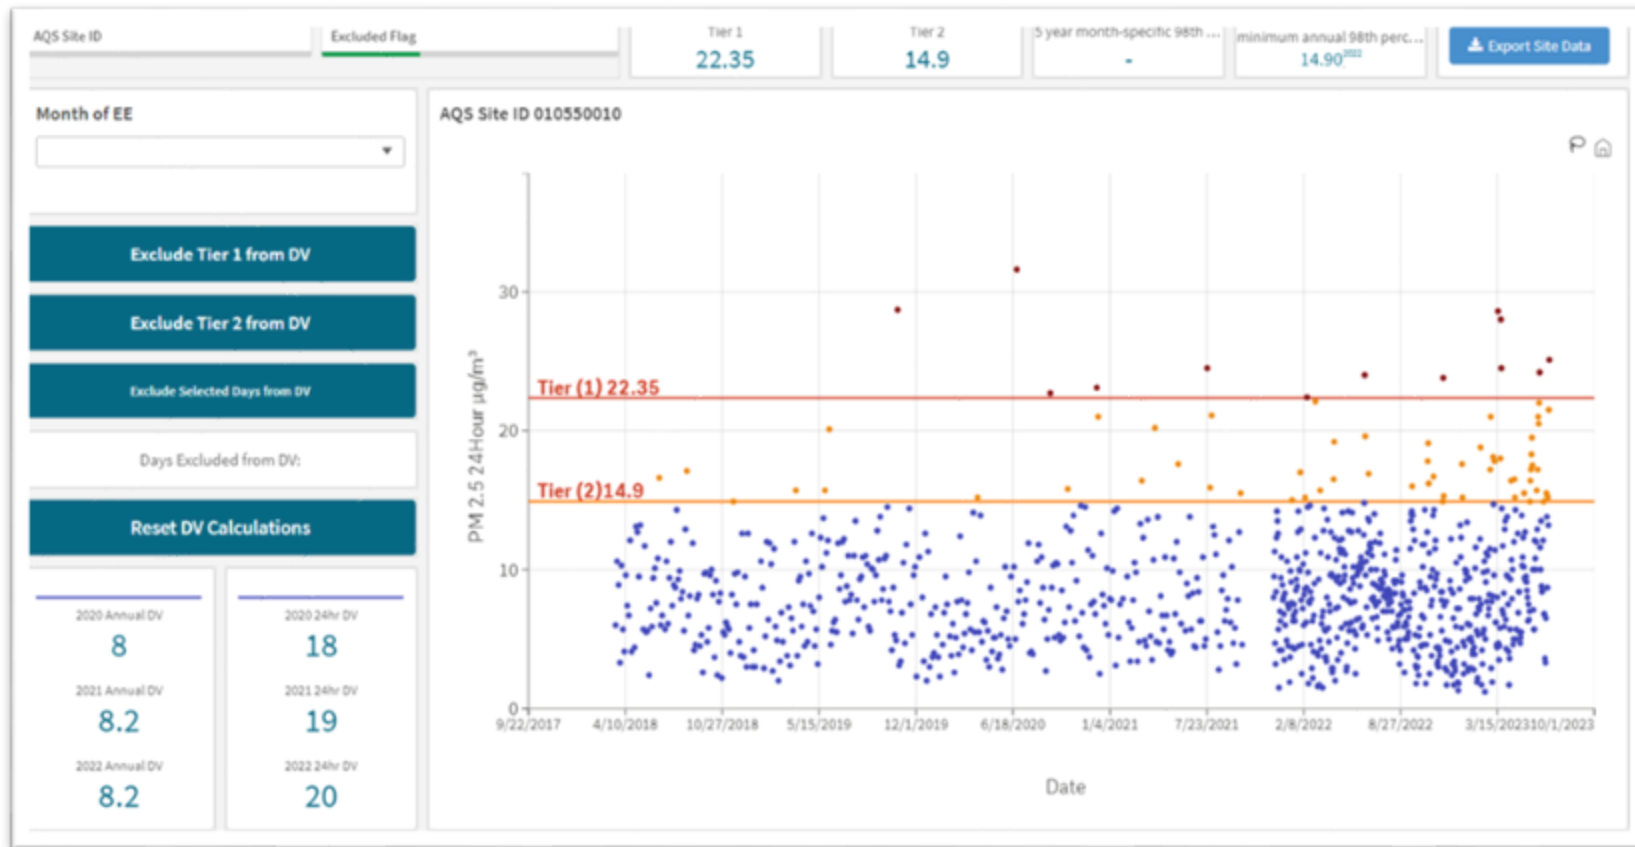 AQS Site ID
Excluded Flag
Tier 1
22.35
Tier 2
14.9
5 year month-specific 98th ...
-
minimum annual 98th perc...
14.90 2022
Export Site Data
Month of EE
Exclude Tier 1 from DV
Exclude Tier 2 from DV
Exclude Selected Days from DV
Days Excluded from DV:
Reset DV Calculations
2020 Annual DV
8
2021 Annual DV
8.2
2022 Annual DV
8.2
2020 24hr DV
18
2021 24hr DV
19
2022 24hr DV
20
AQS Site ID 010550010
PM 2.5 24Hour µg/m³
30
20
10
0
Tier (1) 22.35
Tier (2)14.9
9/22/2017 4/10/2018 10/27/2018 5/15/2019 12/1/2019 6/18/2020 1/4/2021 7/23/2021 2/8/2022 8/27/2022 3/15/2023 10/1/2023
Date